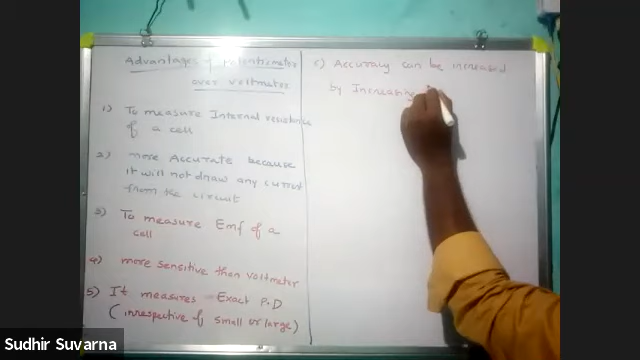 Advantages of Potentiometer
over Voltmeter
1) To measure Internal resistance
of a cell
2) more Accurate because
it will not draw any current
from the circuit
3) To measure Emf of a
cell
4) more sensitive than voltmeter
5) It measures Exact P.D
(irrespective of small or large)
c) Accuracy can be increased
by Increasing
Sudhir Suvarna